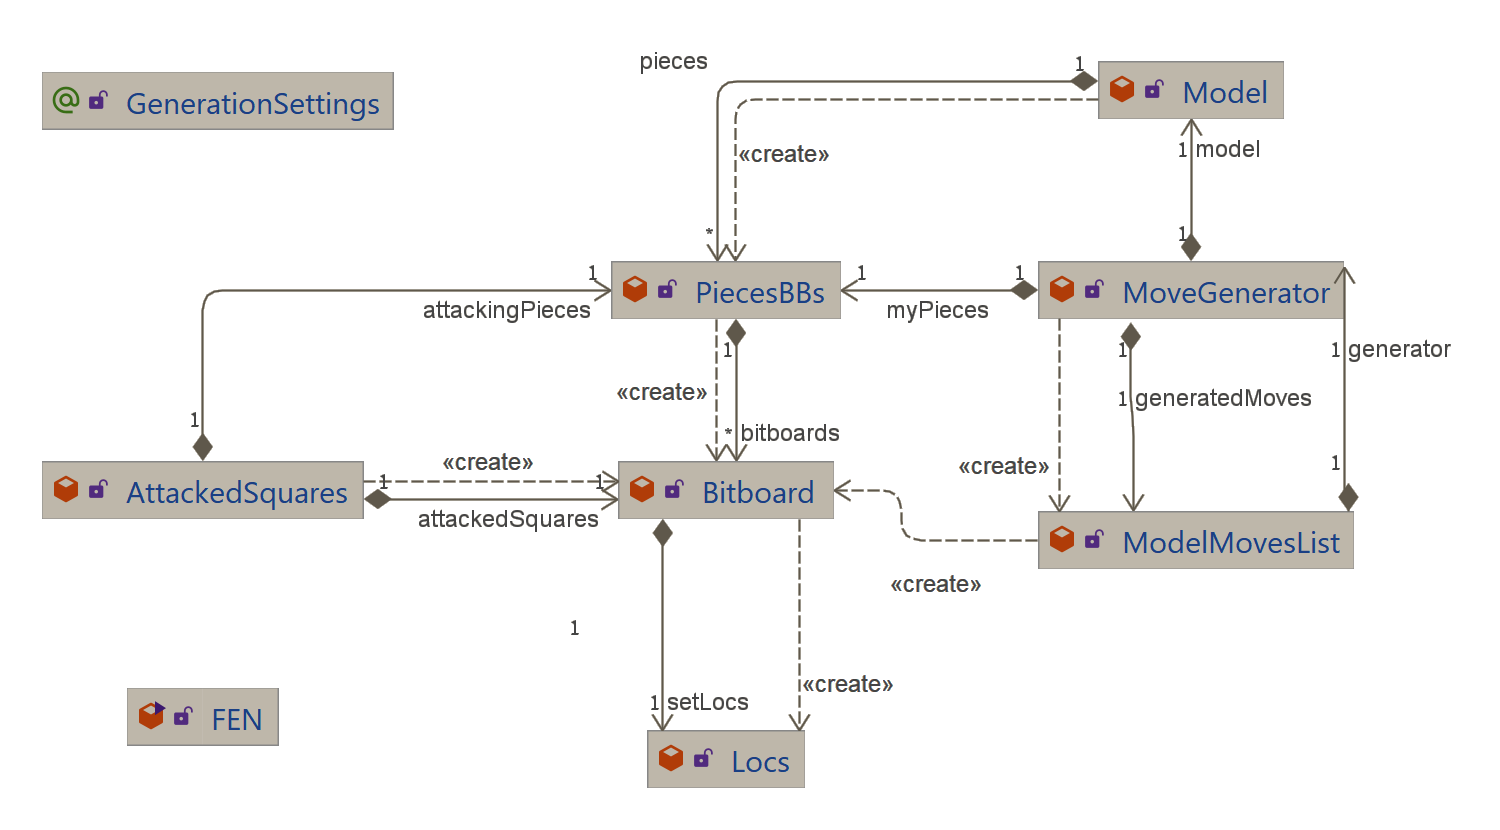 pieces
1
Model
@ GenerationSettings
«create»
1 model
*
1
1
PiecesBBs
1
1
MoveGenerator
attackingPieces
myPieces
1
1
1 generator
«create»
1 generatedMoves
1
* bitboards
«create»
1
«create»
1
1
AttackedSquares
Bitboard
attackedSquares
ModelMovesList
«create»
1
«create»
1 setLocs
FEN
Locs